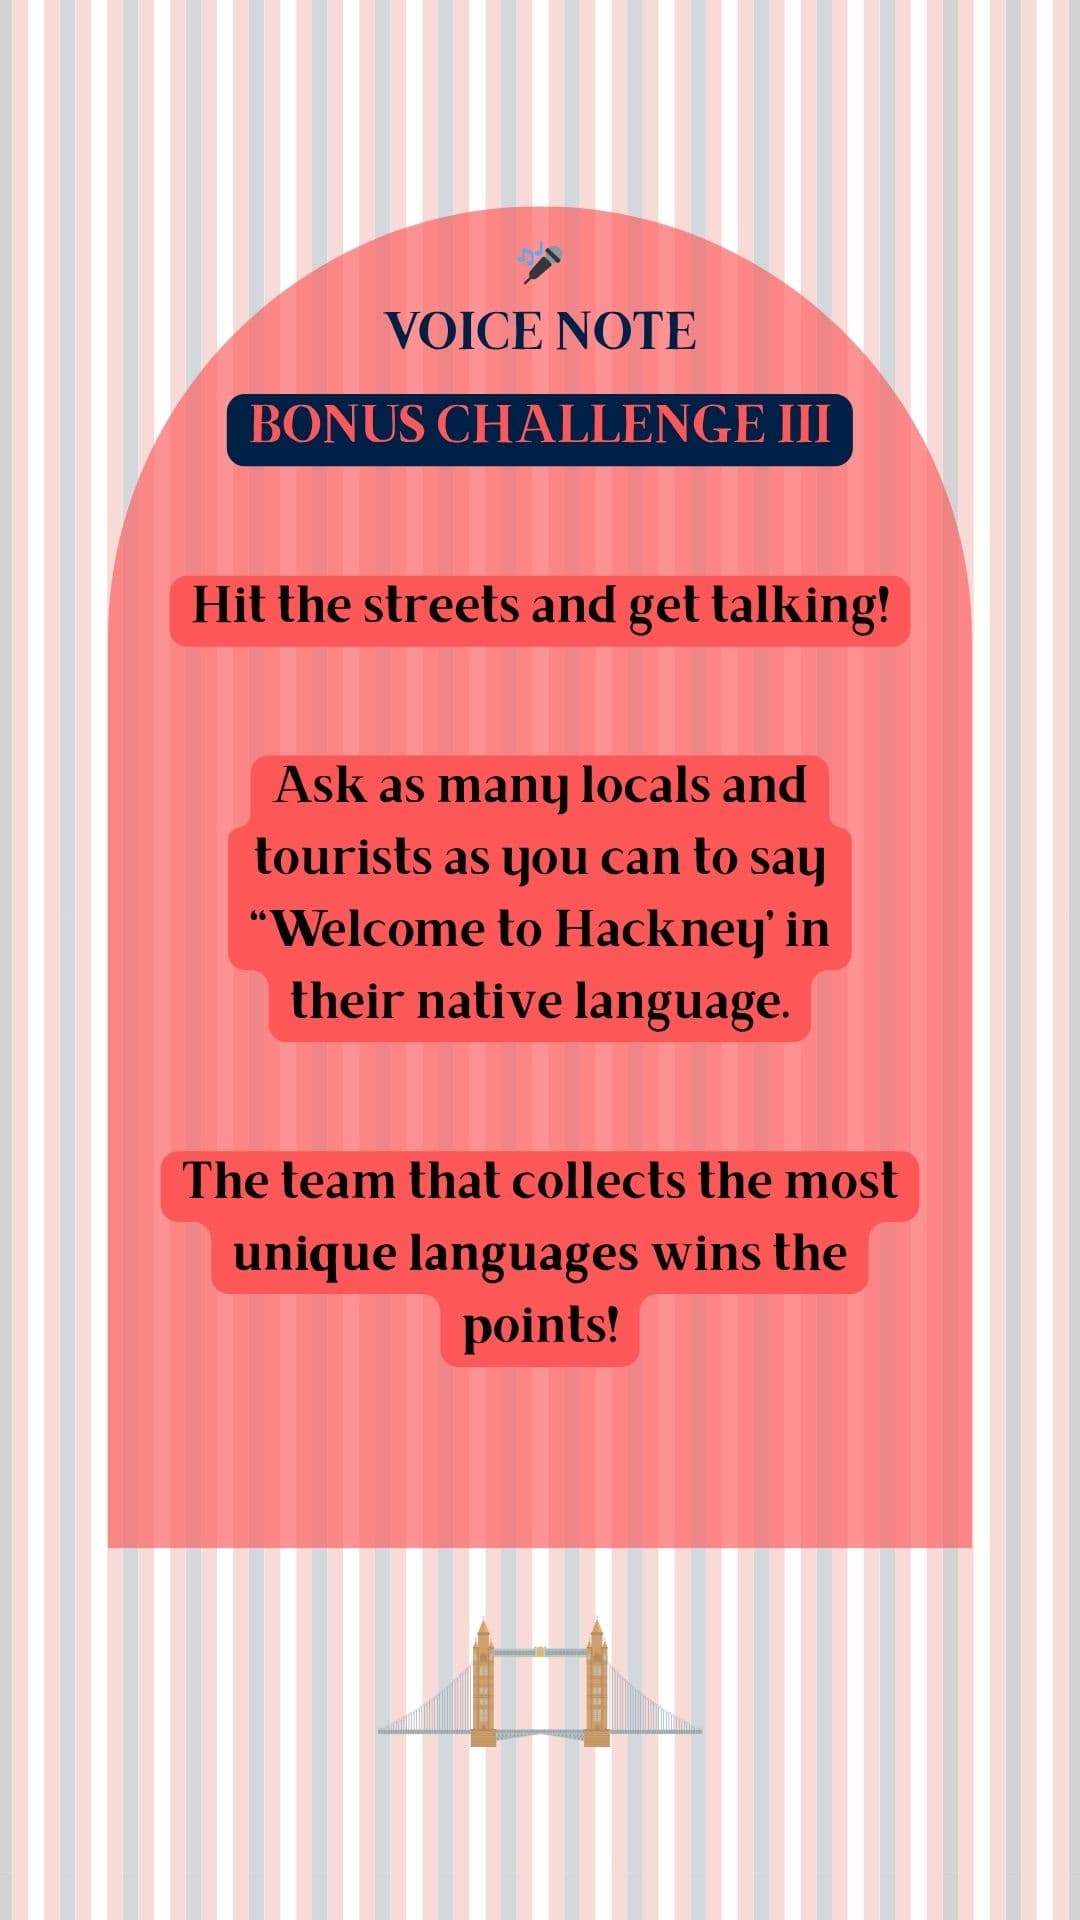 VOICE NOTE
BONUS CHALLENGE III
Hit the streets and get talking!
Ask as many locals and
tourists as you can to say
“Welcome to Hackney’ in
their native language.
The team that collects the most
unique languages wins the
points!